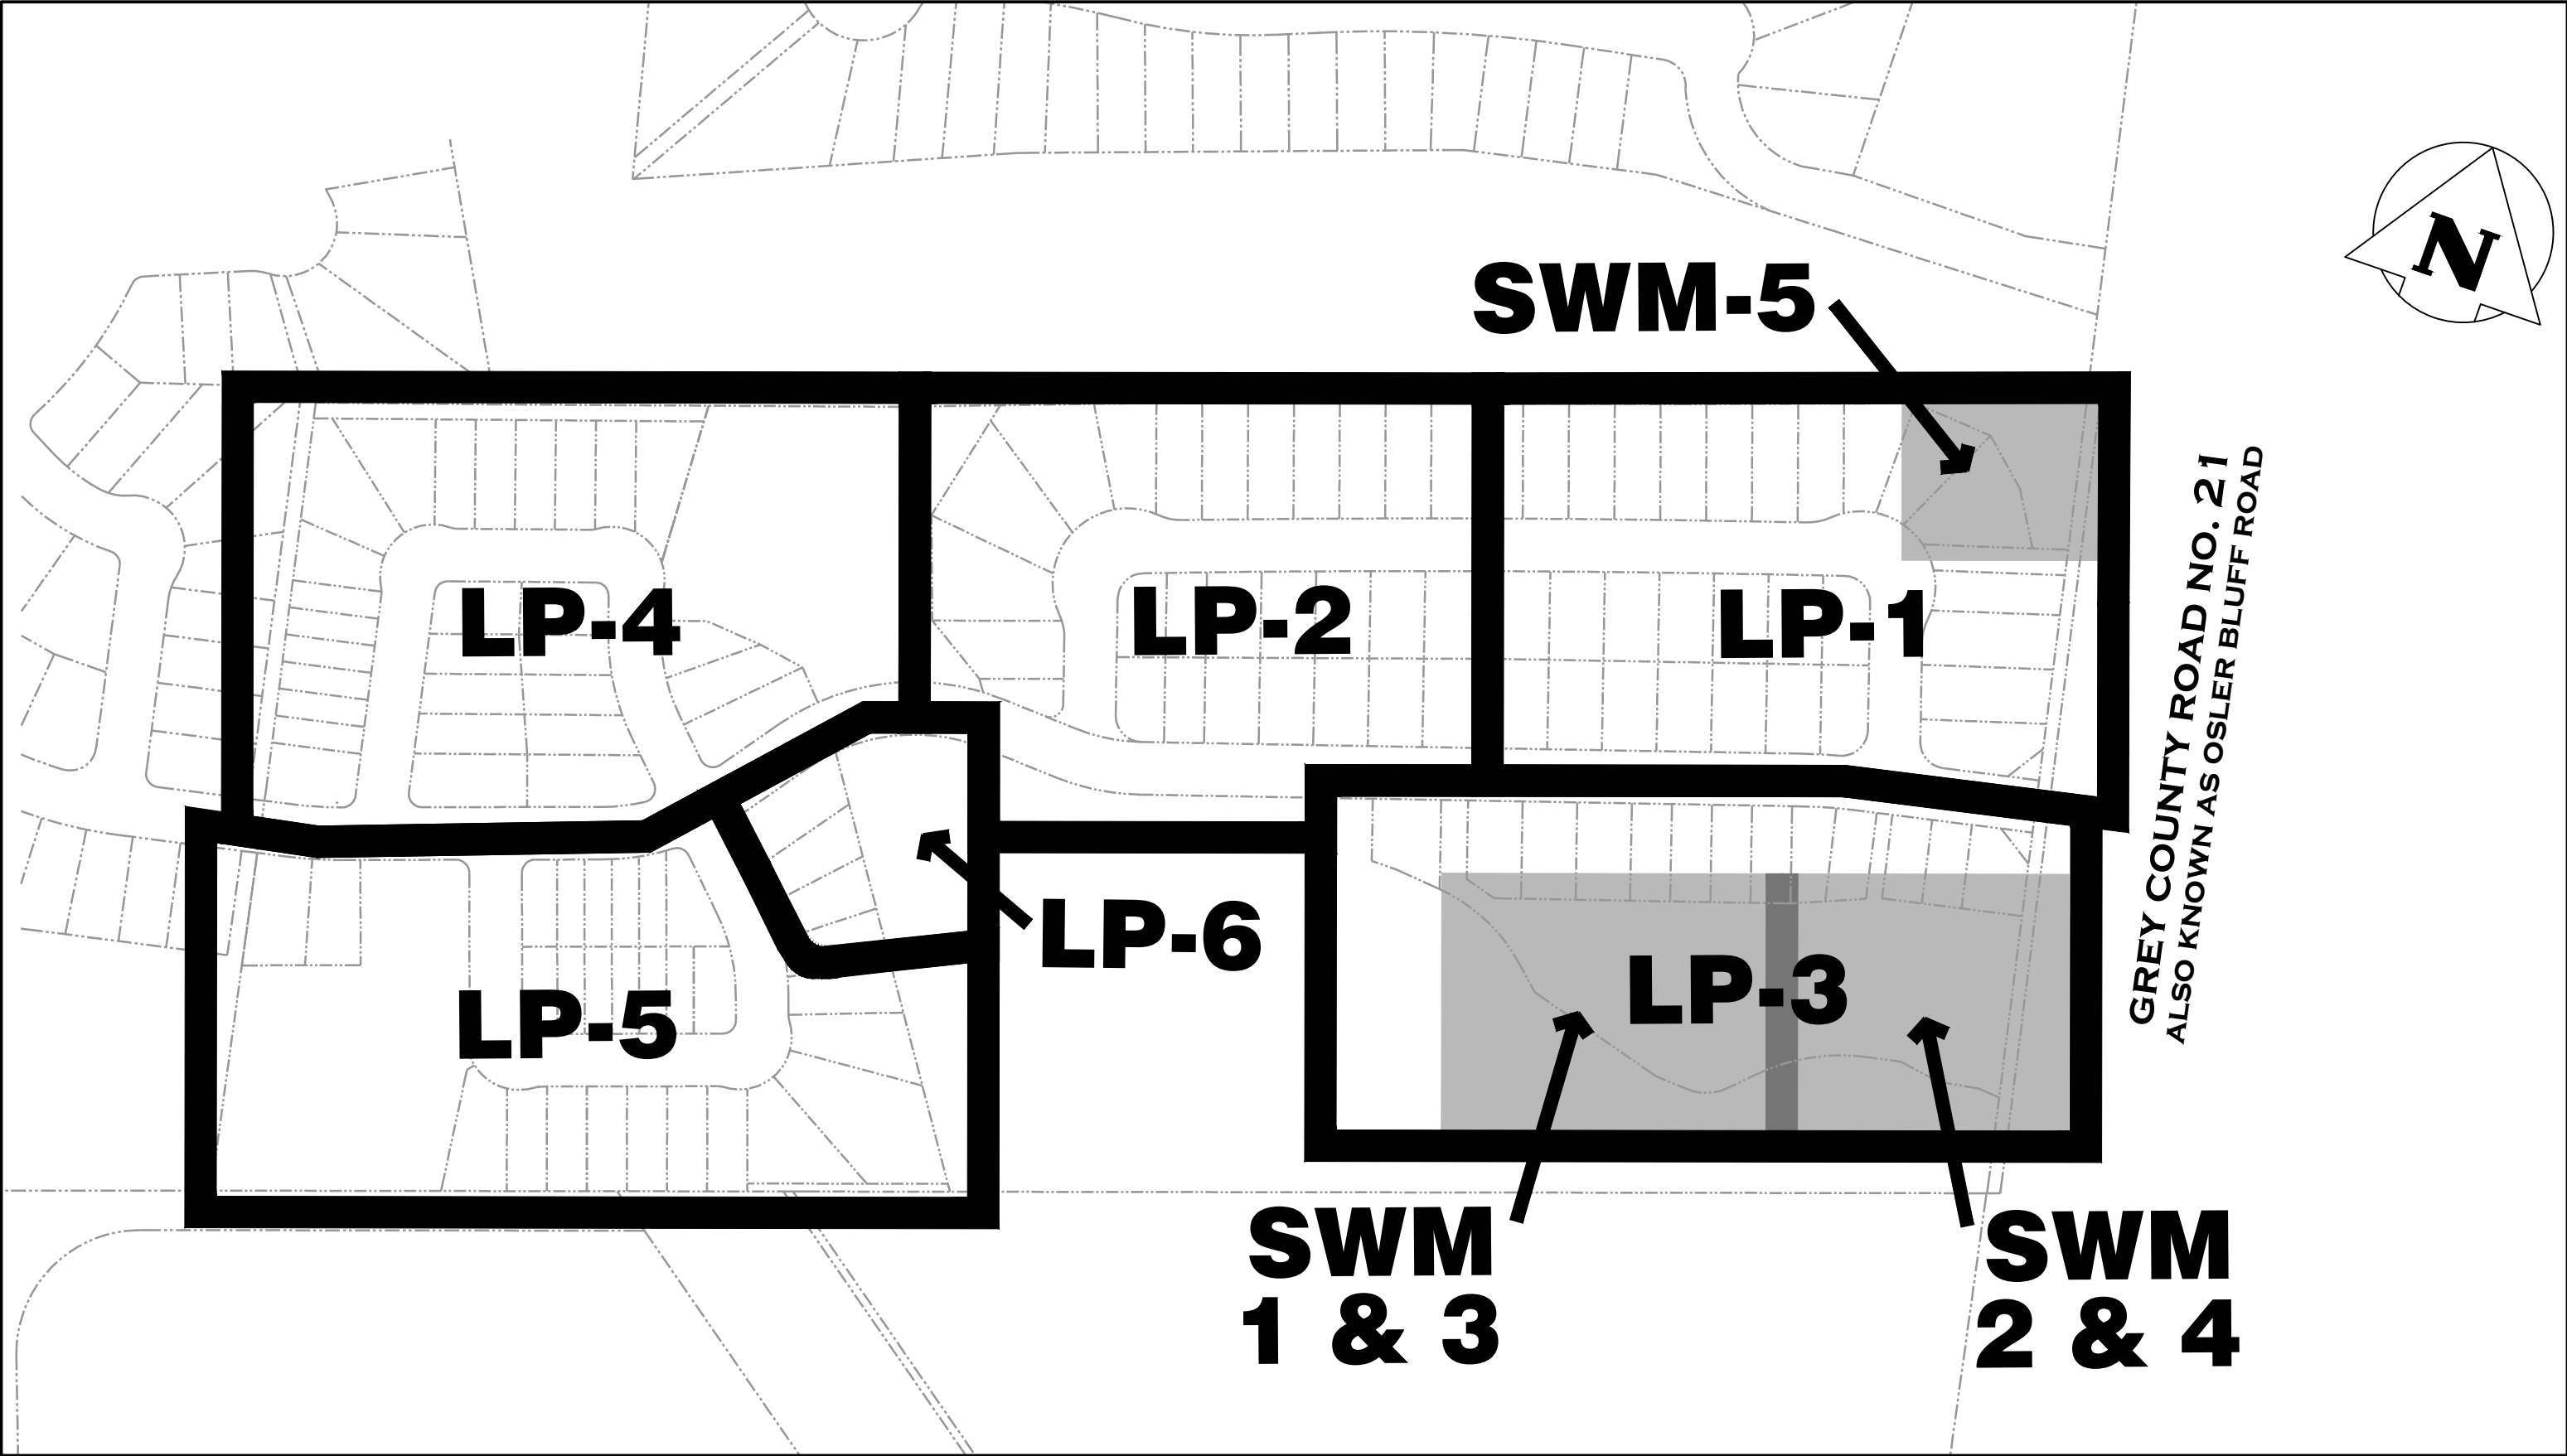 N
SWM-5
LP-4
LP-2
LP-1
GREY COUNTY ROAD NO. 21
ALSO KNOWN AS OSLER BLUFF ROAD
LP-6
LP-3
LP-5
SWM
1 & 3
SWM
2 & 4